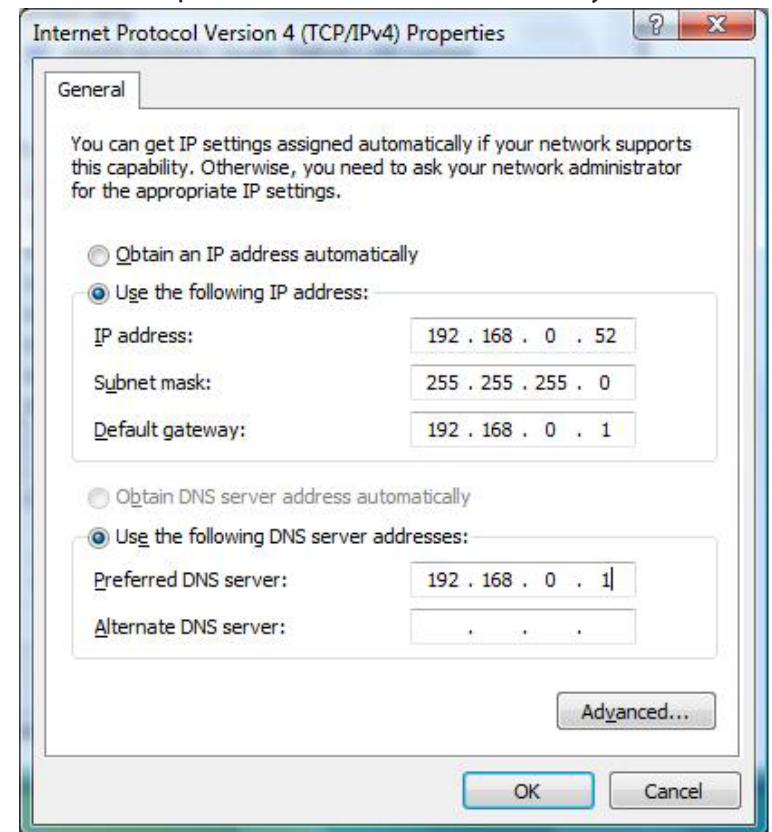 Internet Protocol Version 4 (TCP/IPv4) Properties
General
You can get IP settings assigned automatically if your network supports
this capability. Otherwise, you need to ask your network administrator
for the appropriate IP settings.
Obtain an IP address automatically
Use the following IP address:
IP address: 192 . 168 . 0 . 52
Subnet mask: 255 . 255 . 255 . 0
Default gateway: 192 . 168 . 0 . 1
Obtain DNS server address automatically
Use the following DNS server addresses:
Preferred DNS server: 192 . 168 . 0 . 1
Alternate DNS server: . . .
Advanced...
OK Cancel